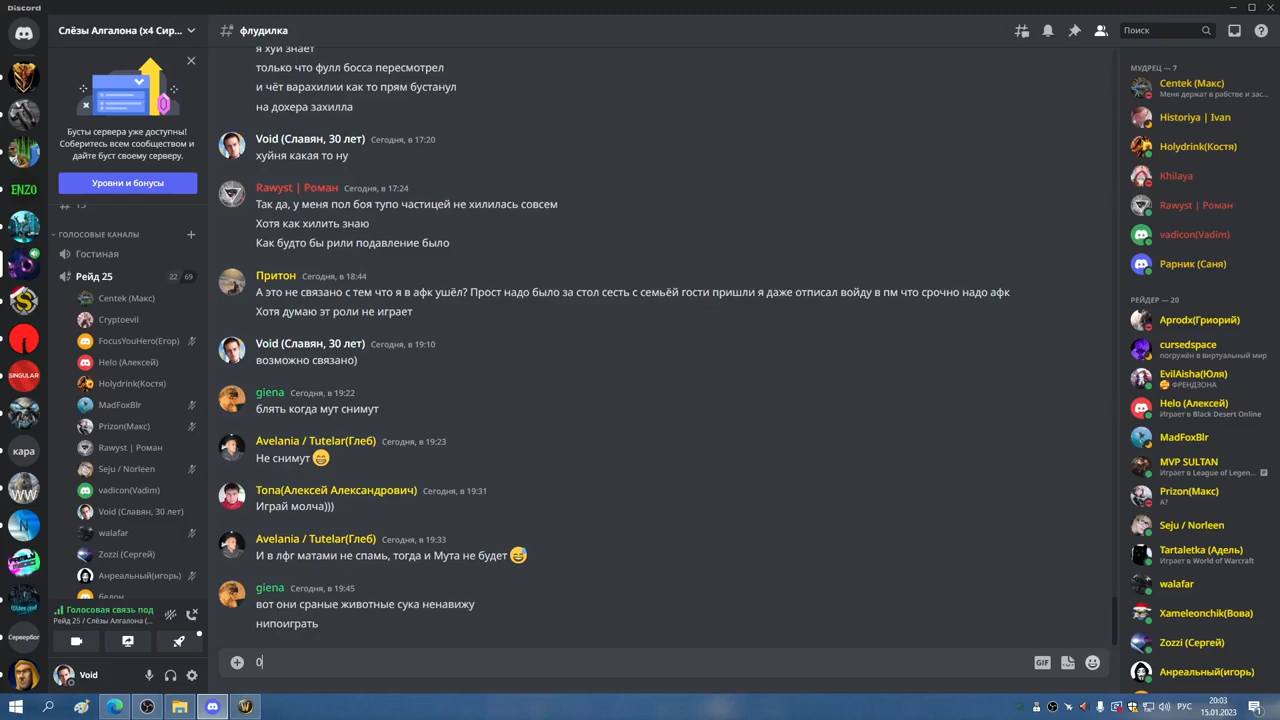 Discord
Слёзы Алгалона (x4 Сир...
флудилка
Поиск
Бусты сервера уже доступны!
Соберитесь всем сообществом и
дайте буст своему серверу.
Уровни и бонусы
ENZO
SINGULAR
кара
WW
Сервербог
ГОЛОСОВЫЕ КАНАЛЫ
Гостиная
Рейд 25 22 69
Centek (Макс)
Cryptoevil
FocusYouHero(Егор)
Helo (Алексей)
Holydrink(Костя)
MadFoxBlr
Prizon(Макс)
Rawyst | Роман
Seju / Norleen
vadicon(Vadim)
Void (Славян, 30 лет)
walafar
Zozzi (Сергей)
Анреальный(игорь)
белон
Голосовая связь под
Рейд 25 / Слёзы Алгалона (...
Void
я хуй знает
только что фулл босса пересмотрел
и чёт варахилии как то прям бустанул
на дохера захилла
Void (Славян, 30 лет) Сегодня, в 17:20
хуйня какая то ну
Rawyst | Роман Сегодня, в 17:24
Так да, у меня пол боя тупо частицей не хилилась совсем
Хотя как хилить знаю
Как будто бы рили подавление было
Притон Сегодня, в 18:44
А это не связано с тем что я в афк ушёл? Прост надо было за стол сесть с семьёй гости пришли я даже отписал войду в пм что срочно надо афк
Хотя думаю эт роли не играет
Void (Славян, 30 лет) Сегодня, в 19:10
возможно связано)
giena Сегодня, в 19:22
блять когда мут снимут
Avelania / Tutelar(Глеб) Сегодня, в 19:23
Не снимут 😄
Топа(Алексей Александрович) Сегодня, в 19:31
Играй молча)))
Avelania / Tutelar(Глеб) Сегодня, в 19:33
И в лфг матами не спамь, тогда и Мута не будет 😅
giena Сегодня, в 19:45
вот они сраные животные сука ненавижу
нипоиграть
0
GIF
МУДРЕЦ — 7
Centek (Макс)
Меня держат в рабстве и зас...
Historiya | Ivan
Holydrink(Костя)
Khilaya
Rawyst | Роман
vadicon(Vadim)
Рарник (Саня)
РЕЙДЕР — 20
Aprodx(Гриорий)
cursedspace
погружён в виртуальный мир
EvilAisha(Юля)
🥰 ФРЕНДЗОНА
Helo (Алексей)
Играет в Black Desert Online
MadFoxBlr
MVP SULTAN
Играет в League of Legen...
Prizon(Макс)
А?
Seju / Norleen
Tartaletka (Адель)
Играет в World of Warcraft
walafar
Xameleonchik(Вова)
Zozzi (Сергей)
Анреальный(игорь)
РУС
20:03
15.01.2023
1